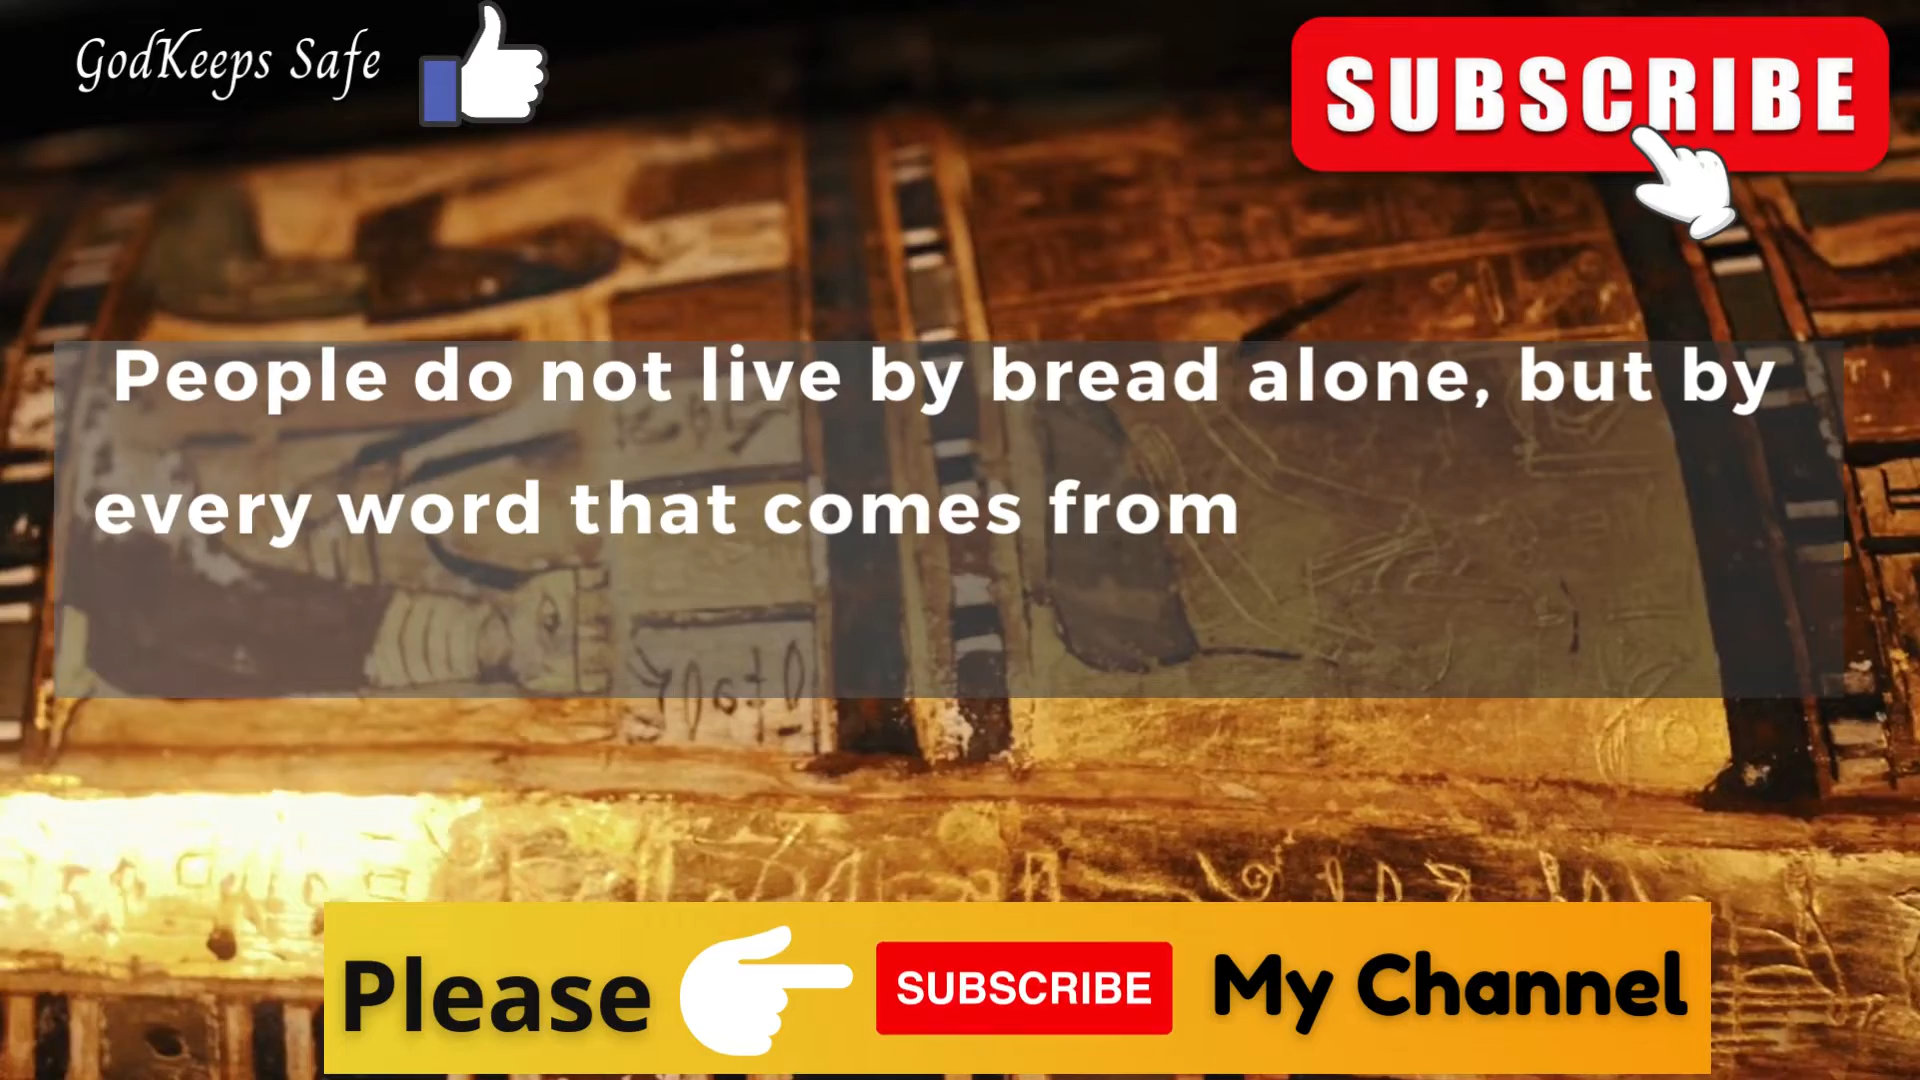 GodKeeps Safe
SUBSCRIBE
People do not live by bread alone, but by
every word that comes from
Please SUBSCRIBE My Channel